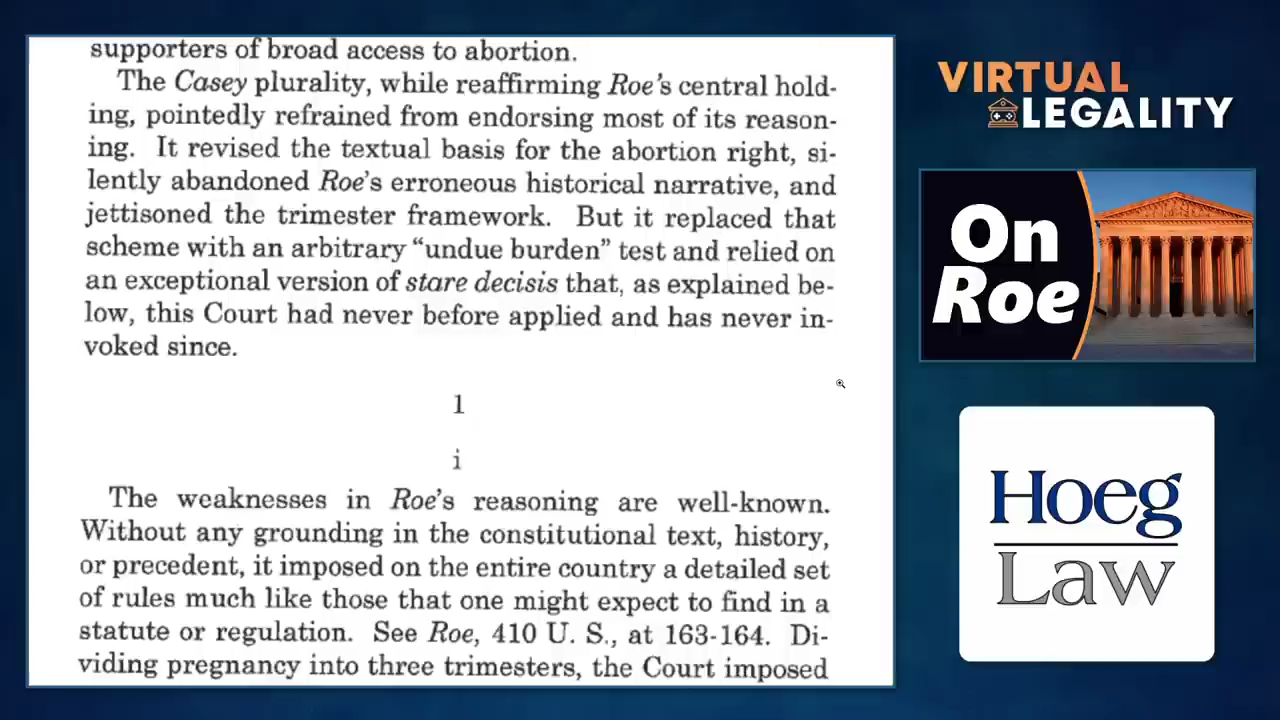 supporters of broad access to abortion.
The Casey plurality, while reaffirming Roe's central hold-
ing, pointedly refrained from endorsing most of its reason-
ing. It revised the textual basis for the abortion right, si-
lently abandoned Roe's erroneous historical narrative, and
jettisoned the trimester framework. But it replaced that
scheme with an arbitrary “undue burden” test and relied on
an exceptional version of stare decisis that, as explained be-
low, this Court had never before applied and has never in-
voked since.
1
i
The weaknesses in Roe's reasoning are well-known.
Without any grounding in the constitutional text, history,
or precedent, it imposed on the entire country a detailed set
of rules much like those that one might expect to find in a
statute or regulation. See Roe, 410 U. S., at 163-164. Di-
viding pregnancy into three trimesters, the Court imposed
VIRTUAL
LEGALITY
On
Roe
Hoeg
Law